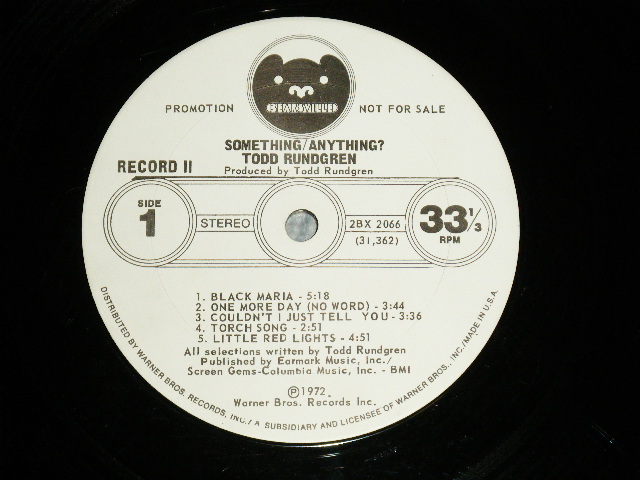 BEARSVILLE
PROMOTION NOT FOR SALE
SOMETHING/ANYTHING?
TODD RUNDGREN
Produced by Todd Rundgren
RECORD II
SIDE
1
STEREO
2BX 2066
(31,362)
33 1/3
RPM
1. BLACK MARIA - 5:18
2. ONE MORE DAY (NO WORD) - 3:44
3. COULDN'T I JUST TELL YOU - 3:36
4. TORCH SONG - 2:51
5. LITTLE RED LIGHTS - 4:51
All selections written by Todd Rundgren
Published by Earmark Music, Inc./
Screen Gems-Columbia Music, Inc. - BMI
℗1972
Warner Bros. Records Inc.
DISTRIBUTED BY WARNER BROS. RECORDS, INC./A SUBSIDIARY AND LICENSEE OF WARNER BROS., INC./MADE IN U.S.A.